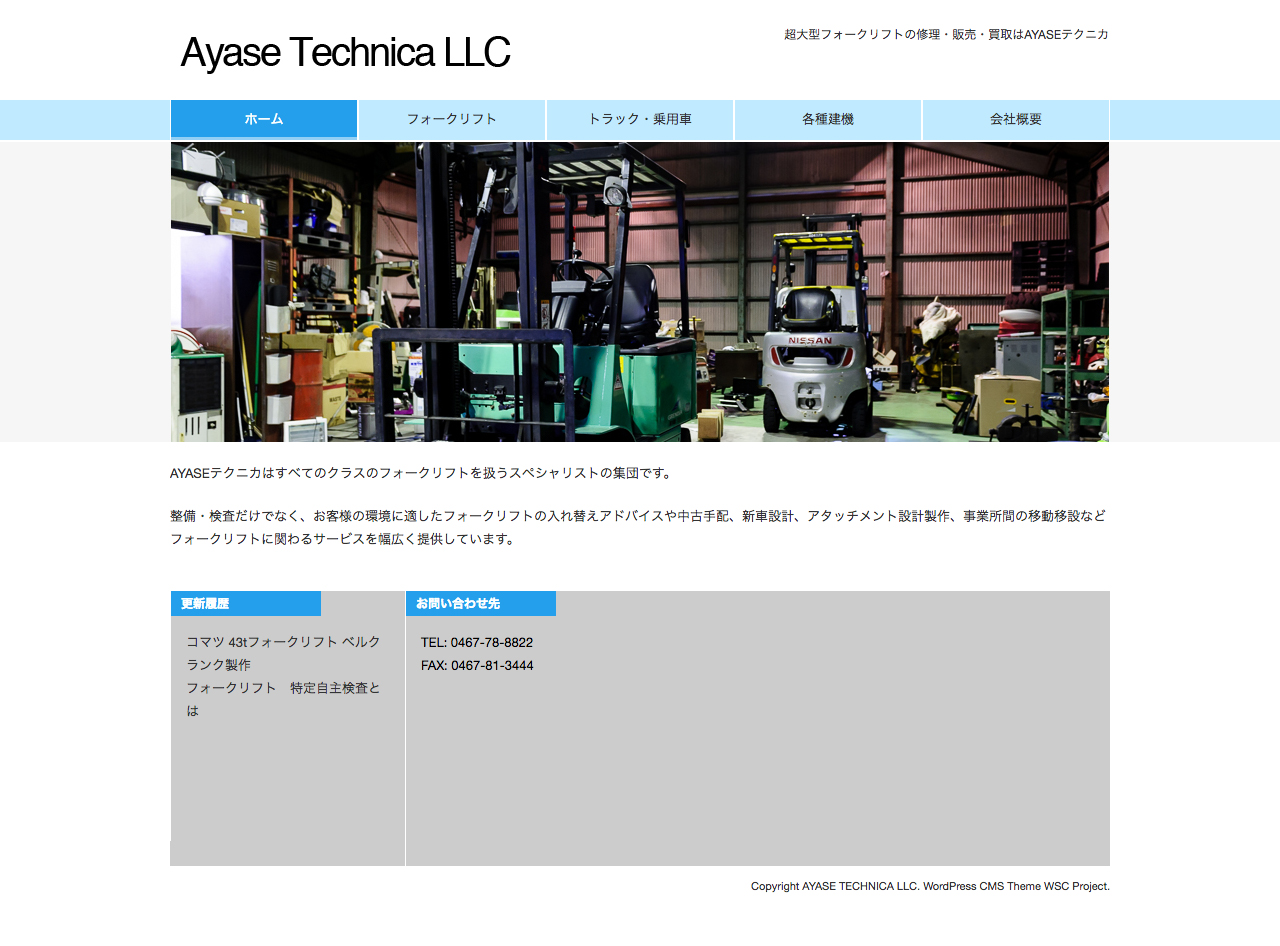 Ayase Technica LLC
超大型フォークリフトの修理・販売・買取はAYASEテクニカ
ホーム
フォークリフト
トラック・乗用車
各種建機
会社概要
NISSAN
AYASEテクニカはすべてのクラスのフォークリフトを扱うスペシャリストの集団です。
整備・検査だけでなく、お客様の環境に適したフォークリフトの入れ替えアドバイスや中古手配、新車設計、アタッチメント設計製作、事業所間の移動移設など
フォークリフトに関わるサービスを幅広く提供しています。
更新履歴
コマツ 43tフォークリフト ベルク
ランク製作
フォークリフト　特定自主検査と
は
お問い合わせ先
TEL: 0467-78-8822
FAX: 0467-81-3444
Copyright AYASE TECHNICA LLC. WordPress CMS Theme WSC Project.